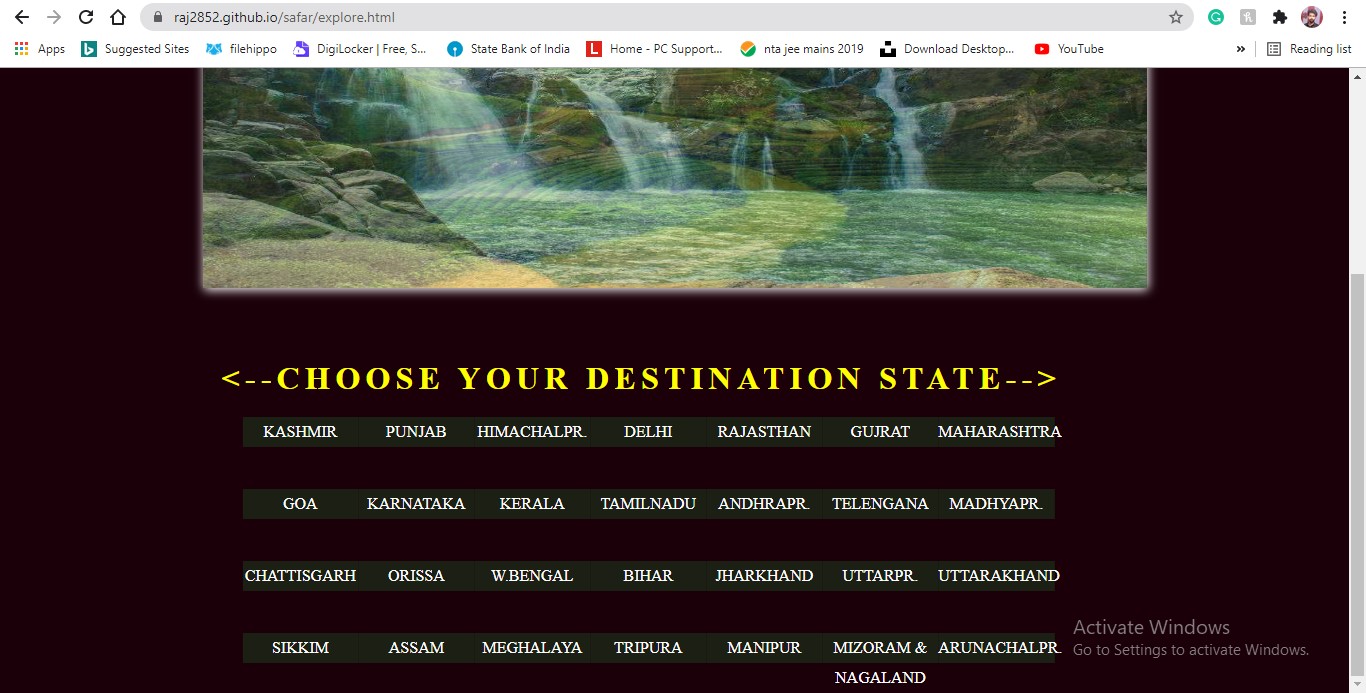 raj2852.github.io/safar/explore.html
Apps Suggested Sites filehippo DigiLocker | Free, S... State Bank of India Home - PC Support... nta jee mains 2019 Download Desktop... YouTube » Reading list
<--CHOOSE YOUR DESTINATION STATE-->
KASHMIR PUNJAB HIMACHALPR. DELHI RAJASTHAN GUJRAT MAHARASHTRA
GOA KARNATAKA KERALA TAMILNADU ANDHRAPR. TELENGANA MADHYAPR.
CHATTISGARH ORISSA W.BENGAL BIHAR JHARKHAND UTTARPR. UTTARAKHAND
SIKKIM ASSAM MEGHALAYA TRIPURA MANIPUR MIZORAM & ARUNACHALPR.
NAGALAND
Activate Windows
Go to Settings to activate Windows.